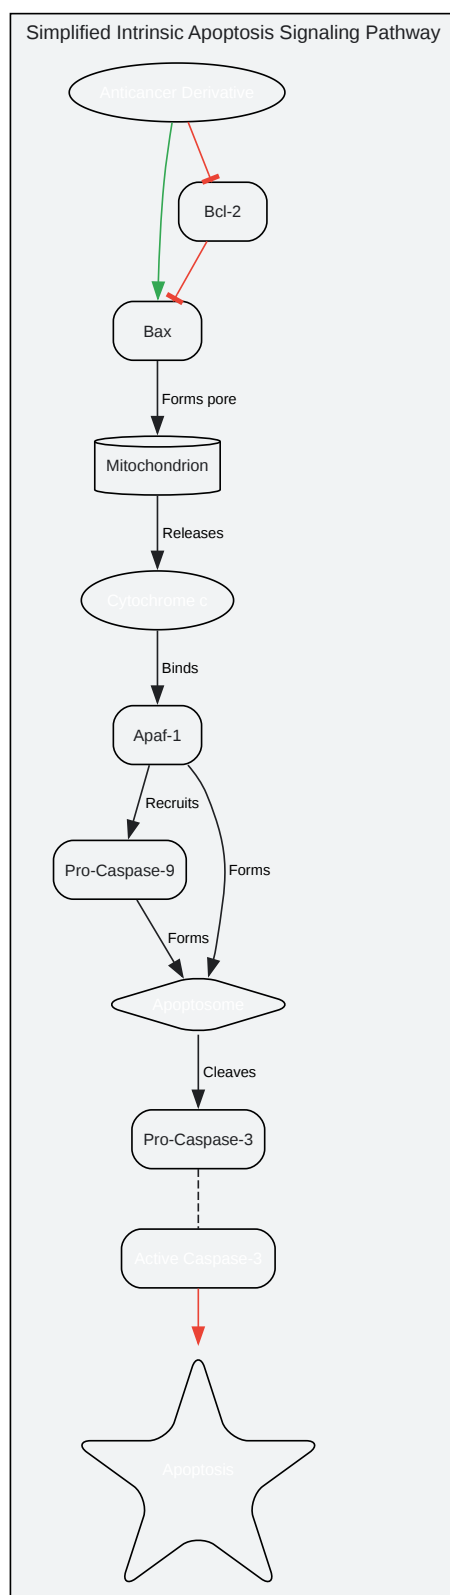 Simplified Intrinsic Apoptosis Signaling Pathway
Anticancer Derivative
Bcl-2
Bax
Forms pore
Mitochondrion
Releases
Cytochrome c
Binds
Apaf-1
Recruits
Pro-Caspase-9
Forms
Forms
Apoptosome
Cleaves
Pro-Caspase-3
Active Caspase-3
Apoptosis